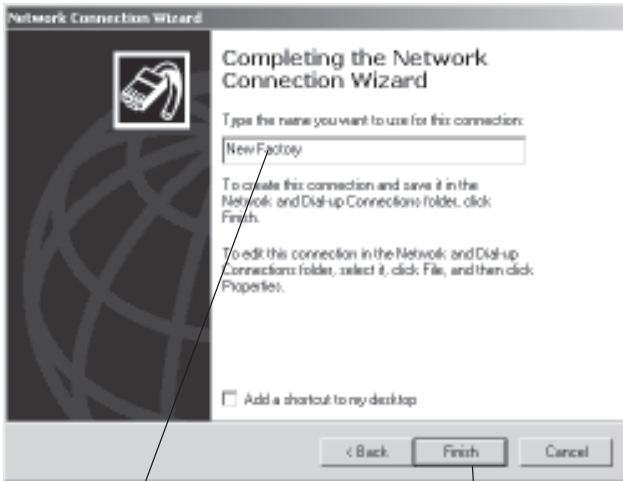 Network Connection Wizard
Completing the Network
Connection Wizard
Type the name you want to use for this connection:
New Factory
To create this connection and save it in the
Network and Dial-up Connections folder, click
Finish.
To edit this connection in the Network and Dial-up
Connections folder, select it, click File, and then click
Properties.
Add a shortcut to my desktop
< Back
Finish
Cancel